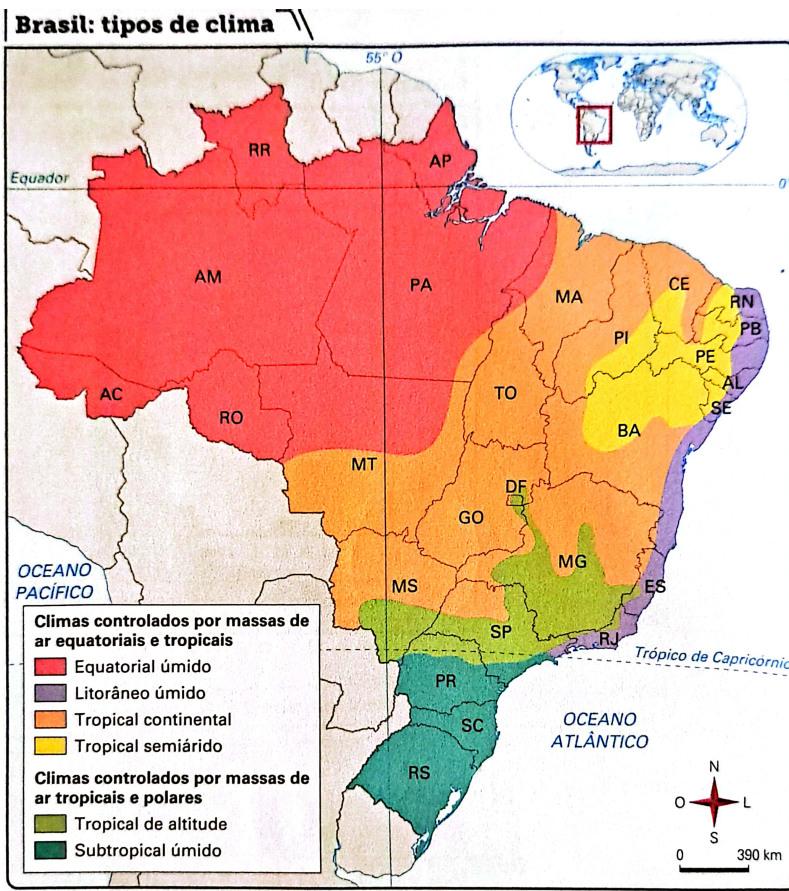 Brasil: tipos de clima
55° O
Equador
0°
RR
AP
AM
PA
MA
CE
RN
PB
PI
PE
AC
AL
TO
SE
RO
BA
MT
DF
GO
MG
OCEANO
PACÍFICO
MS
ES
SP
RJ
Trópico de Capricórnio
PR
SC
OCEANO
ATLÂNTICO
RS
Climas controlados por massas de
ar equatoriais e tropicais
Equatorial úmido
Litorâneo úmido
Tropical continental
Tropical semiárido
Climas controlados por massas de
ar tropicais e polares
Tropical de altitude
Subtropical úmido
N
O L
S
0 390 km